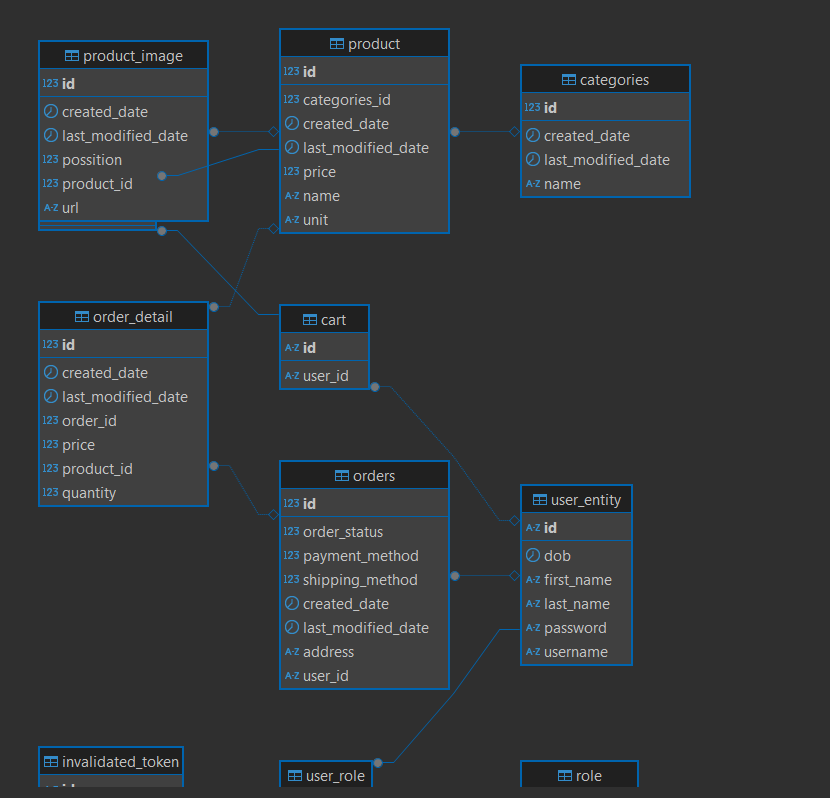 product_image
123 id
created_date
last_modified_date
123 possition
123 product_id
A-Z url
product
123 id
123 categories_id
created_date
last_modified_date
123 price
A-Z name
A-Z unit
categories
123 id
created_date
last_modified_date
A-Z name
order_detail
123 id
created_date
last_modified_date
123 order_id
123 price
123 product_id
123 quantity
cart
A-Z id
A-Z user_id
orders
123 id
123 order_status
123 payment_method
123 shipping_method
created_date
last_modified_date
A-Z address
A-Z user_id
user_entity
A-Z id
dob
A-Z first_name
A-Z last_name
A-Z password
A-Z username
invalidated_token
user_role
role